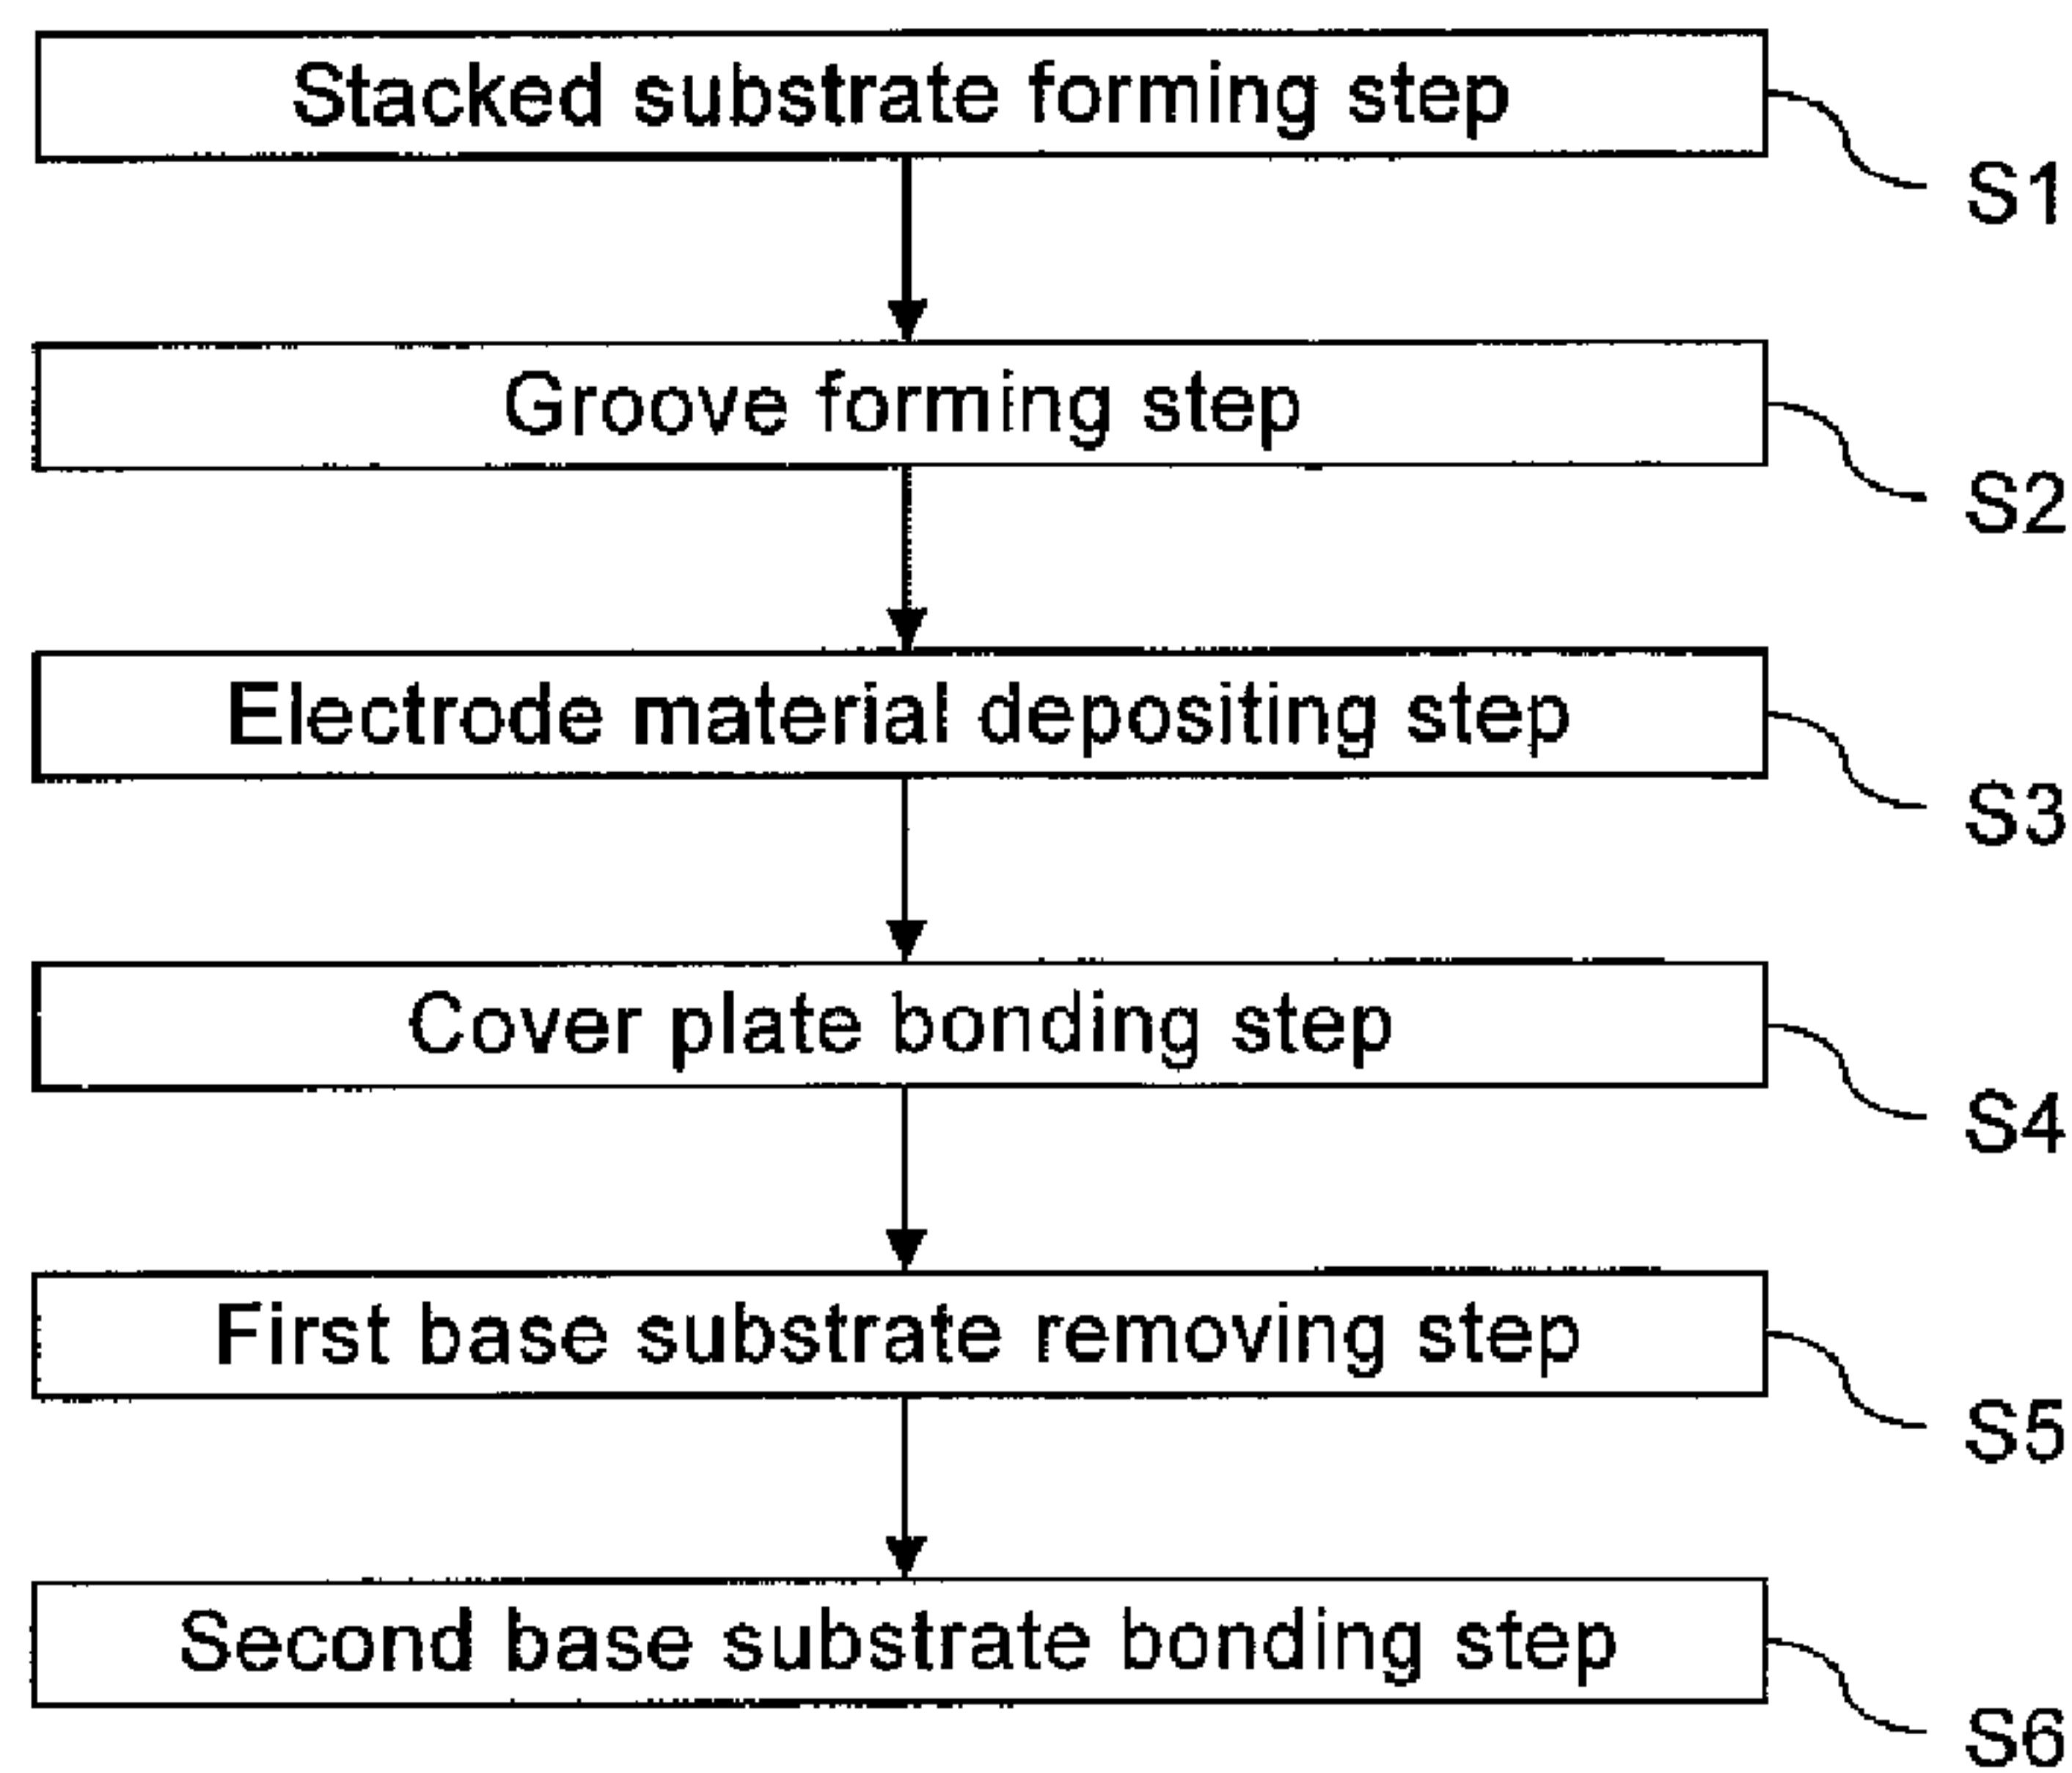 Stacked substrate forming step
S1
Groove forming step
S2
Electrode material depositing step
S3
Cover plate bonding step
S4
First base substrate removing step
S5
Second base substrate bonding step
S6